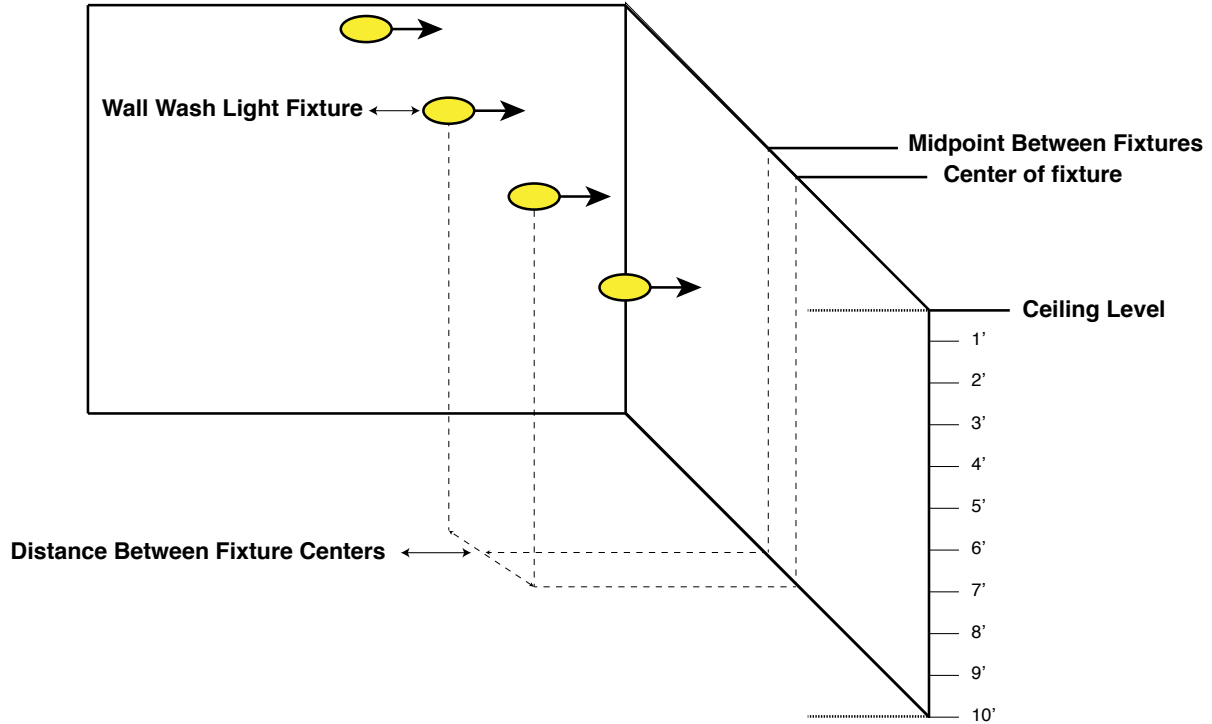 Wall Wash Light Fixture
Midpoint Between Fixtures
Center of fixture
Ceiling Level
1’
2’
3’
4’
5’
Distance Between Fixture Centers
6’
7’
8’
9’
10’